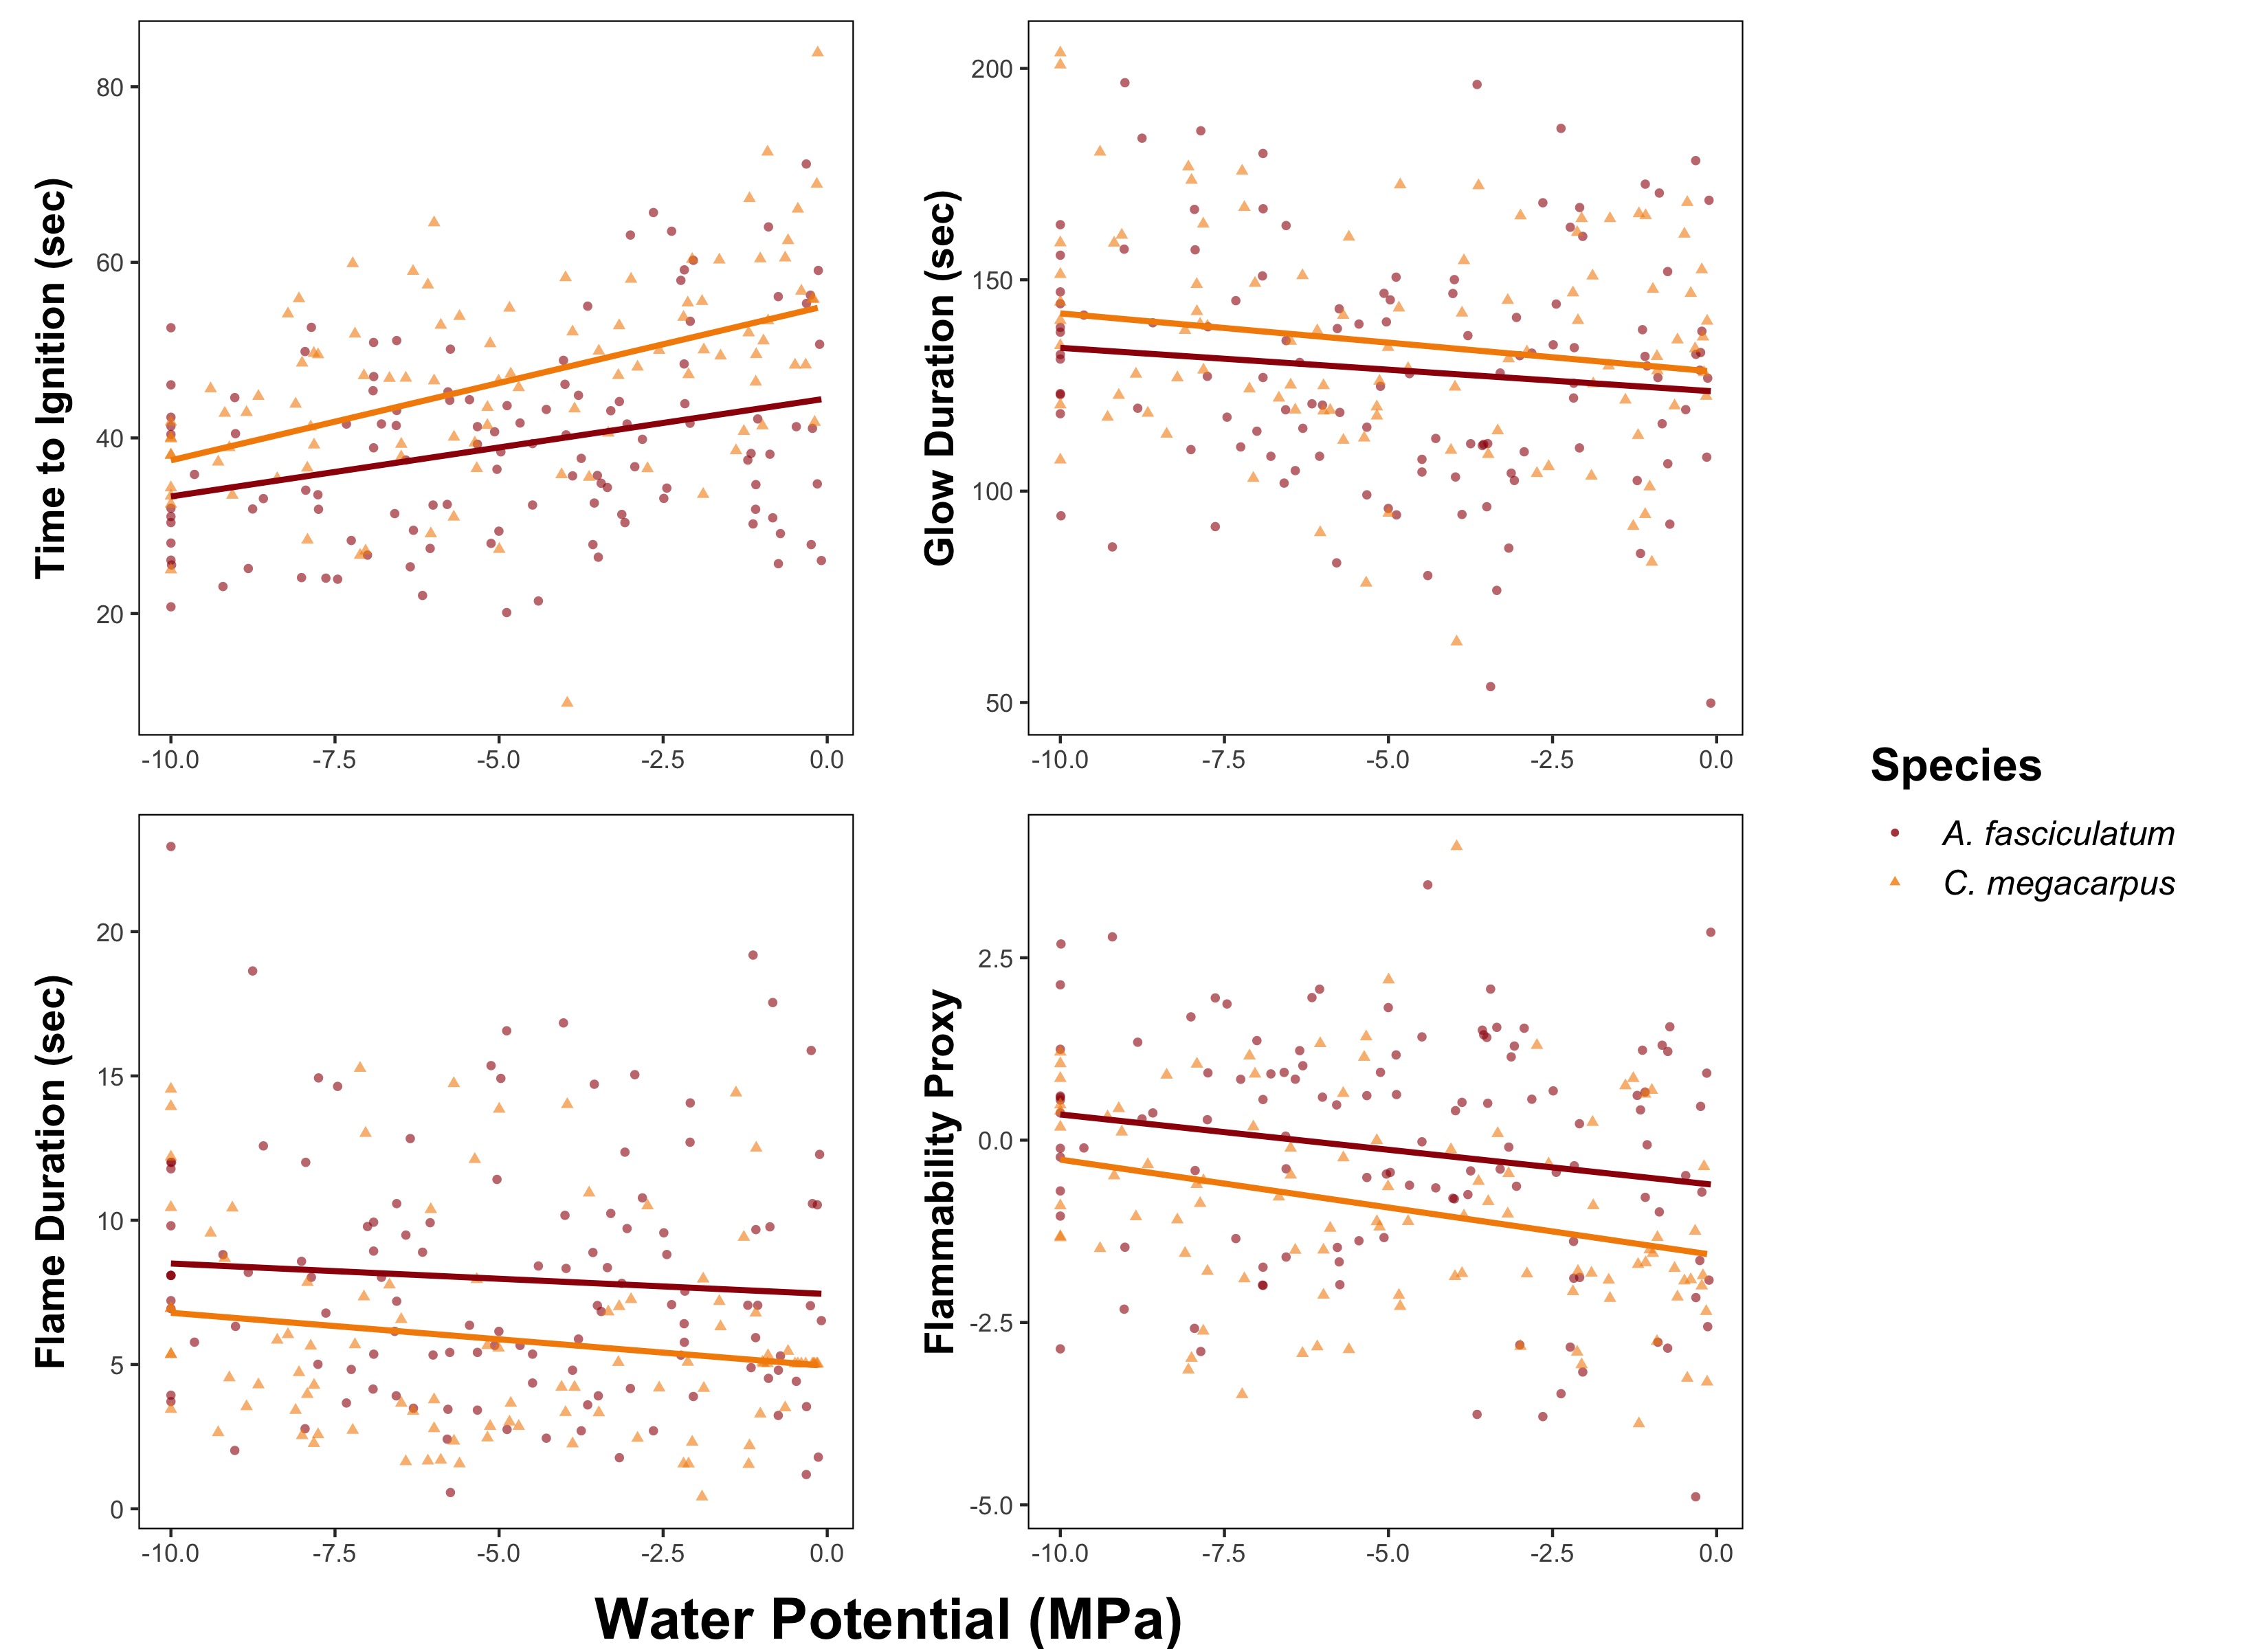 Time to Ignition (sec)
80
60
40
20
-10.0 -7.5 -5.0 -2.5 0.0
Glow Duration (sec)
200
150
100
50
-10.0 -7.5 -5.0 -2.5 0.0
Flame Duration (sec)
20
15
10
5
0
-10.0 -7.5 -5.0 -2.5 0.0
Flammability Proxy
2.5
0.0
-2.5
-5.0
-10.0 -7.5 -5.0 -2.5 0.0
Water Potential (MPa)
Species
A. fasciculatum
C. megacarpus